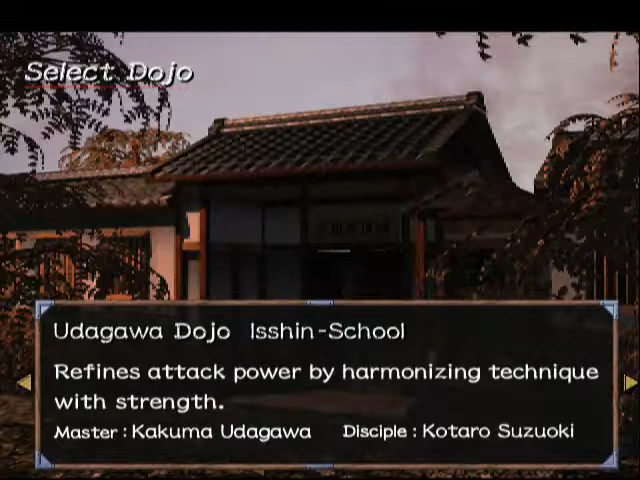 Select Dojo
Udagawa Dojo Isshin-School
Refines attack power by harmonizing technique
with strength.
Master : Kakuma Udagawa Disciple : Kotaro Suzuoki